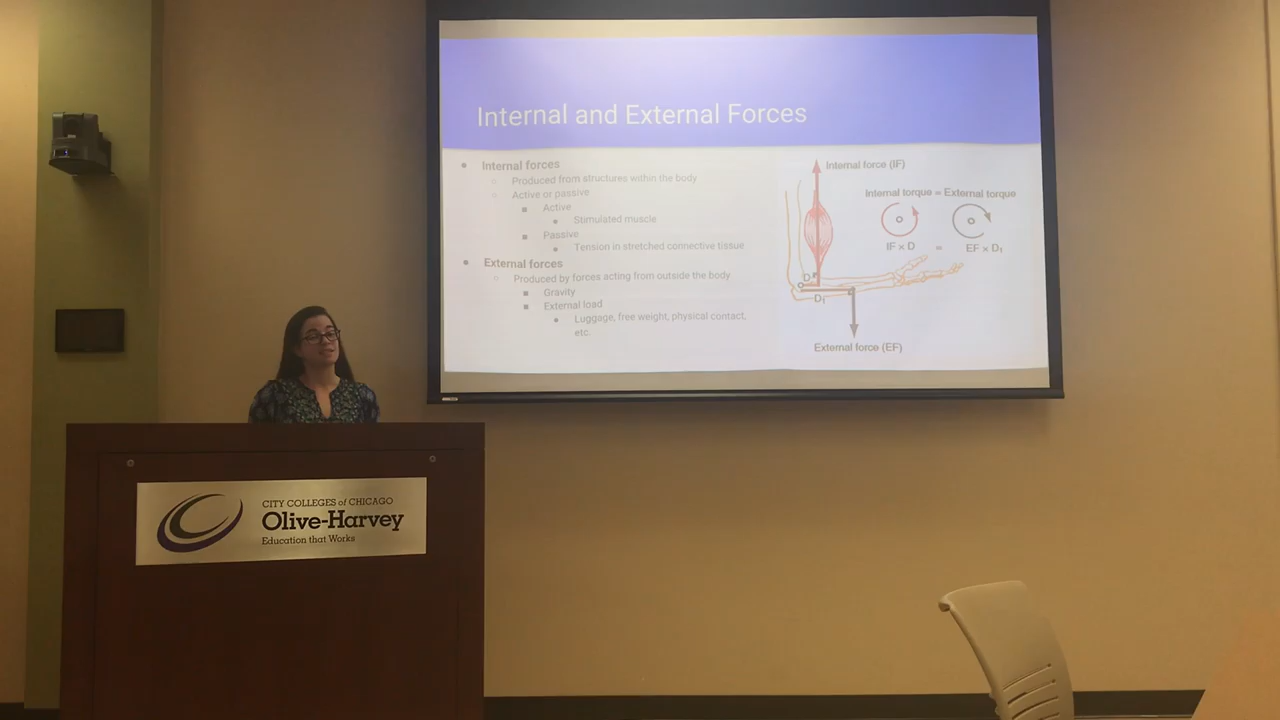 Internal and External Forces
● Internal forces
○ Produced from structures within the body
○ Active or passive
■ Active
● Stimulated muscle
■ Passive
● Tension in stretched connective tissue
● External forces
○ Produced by forces acting from outside the body
■ Gravity
■ External load
● Luggage, free weight, physical contact,
etc.
Internal force (IF)
Internal torque = External torque
IF × D = EF × D₁
D
D₁
External force (EF)
CITY COLLEGES of CHICAGO
Olive-Harvey
Education that Works